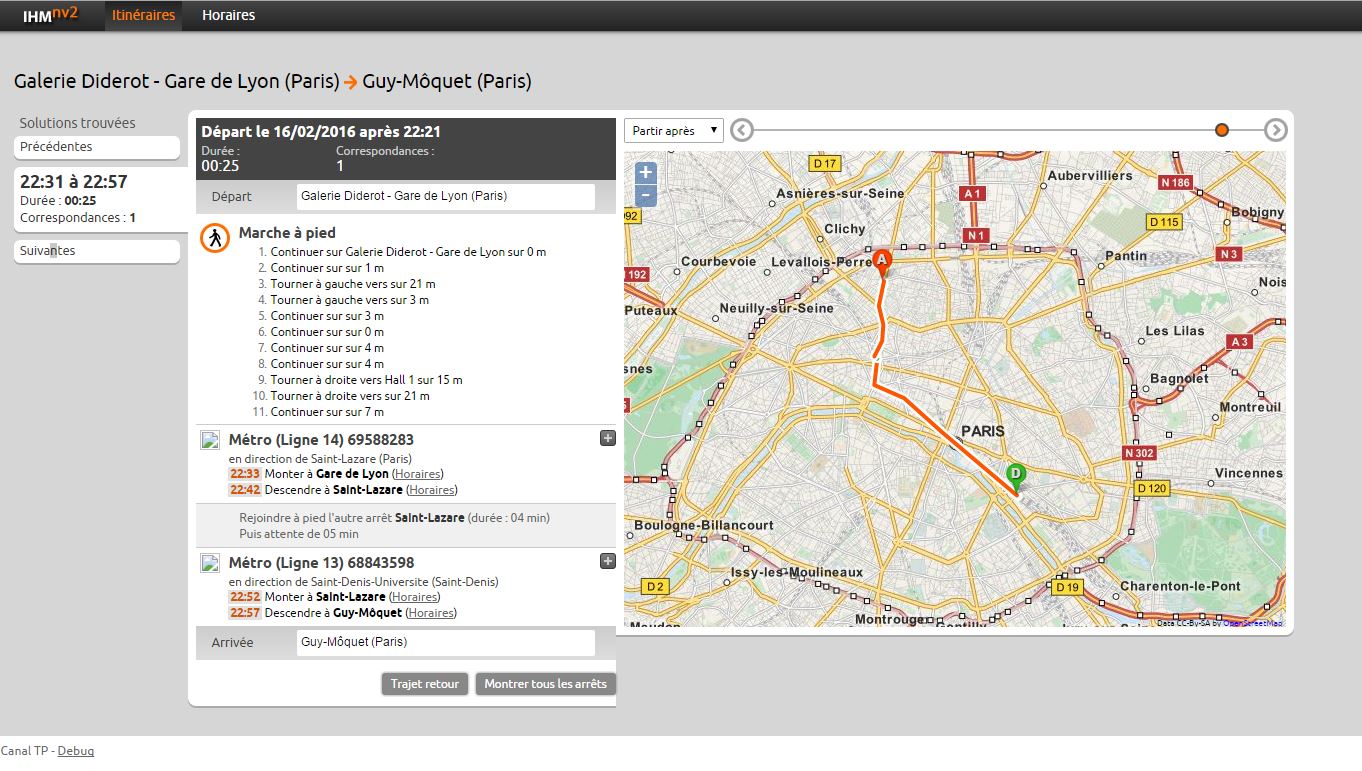 IHMnv2 Itinéraires Horaires
Galerie Diderot - Gare de Lyon (Paris) Guy-Môquet (Paris)
Solutions trouvées
Précédentes
22:31 à 22:57
Durée : 00:25
Correspondances : 1
Suivantes
Départ le 16/02/2016 après 22:21
Durée : Correspondances :
00:25 1
Départ Galerie Diderot - Gare de Lyon (Paris)
Marche à pied
1. Continuer sur Galerie Diderot - Gare de Lyon sur 0 m
2. Continuer sur sur 1 m
3. Tourner à gauche vers sur 21 m
4. Tourner à gauche vers sur 3 m
5. Continuer sur sur 3 m
6. Continuer sur sur 0 m
7. Continuer sur sur 4 m
8. Continuer sur sur 4 m
9. Tourner à droite vers Hall 1 sur 15 m
10. Tourner à droite vers sur 21 m
11. Continuer sur sur 7 m
Métro (Ligne 14) 69588283 +
en direction de Saint-Lazare (Paris)
22:33 Monter à Gare de Lyon (Horaires)
22:42 Descendre à Saint-Lazare (Horaires)
Rejoindre à pied l'autre arrêt Saint-Lazare (durée : 04 min)
Puis attente de 05 min
Métro (Ligne 13) 68843598 +
en direction de Saint-Denis-Universite (Saint-Denis)
22:52 Monter à Saint-Lazare (Horaires)
22:57 Descendre à Guy-Môquet (Horaires)
Arrivée Guy-Môquet (Paris)
Trajet retour Montrer tous les arrêts
Partir après
+
−
D 17
Aubervilliers
Asnières-sur-Seine
A 1
N 186
992
Clichy
N 1
D 115
Bobigny
Courbevoie
Levallois-Perre
A
Pantin
N 3
192
Nois
Puteaux
Neuilly-sur-Seine
Les Lilas
A 3
snes
Bagnolet
Montreuil
PARIS
N 302
D
Vincennes
D 120
Boulogne-Billancourt
Issy-les-Moulineaux
D 2
D 19
Charenton-le-Pont
Meudon
Montrouge
Gentilly
Data CC-By-SA by OpenStreetMap
Canal TP - Debug